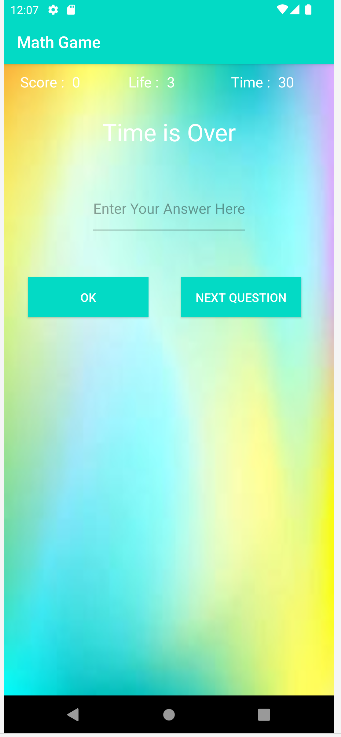 12:07
Math Game
Score : 0 Life : 3 Time : 30
Time is Over
Enter Your Answer Here
OK NEXT QUESTION